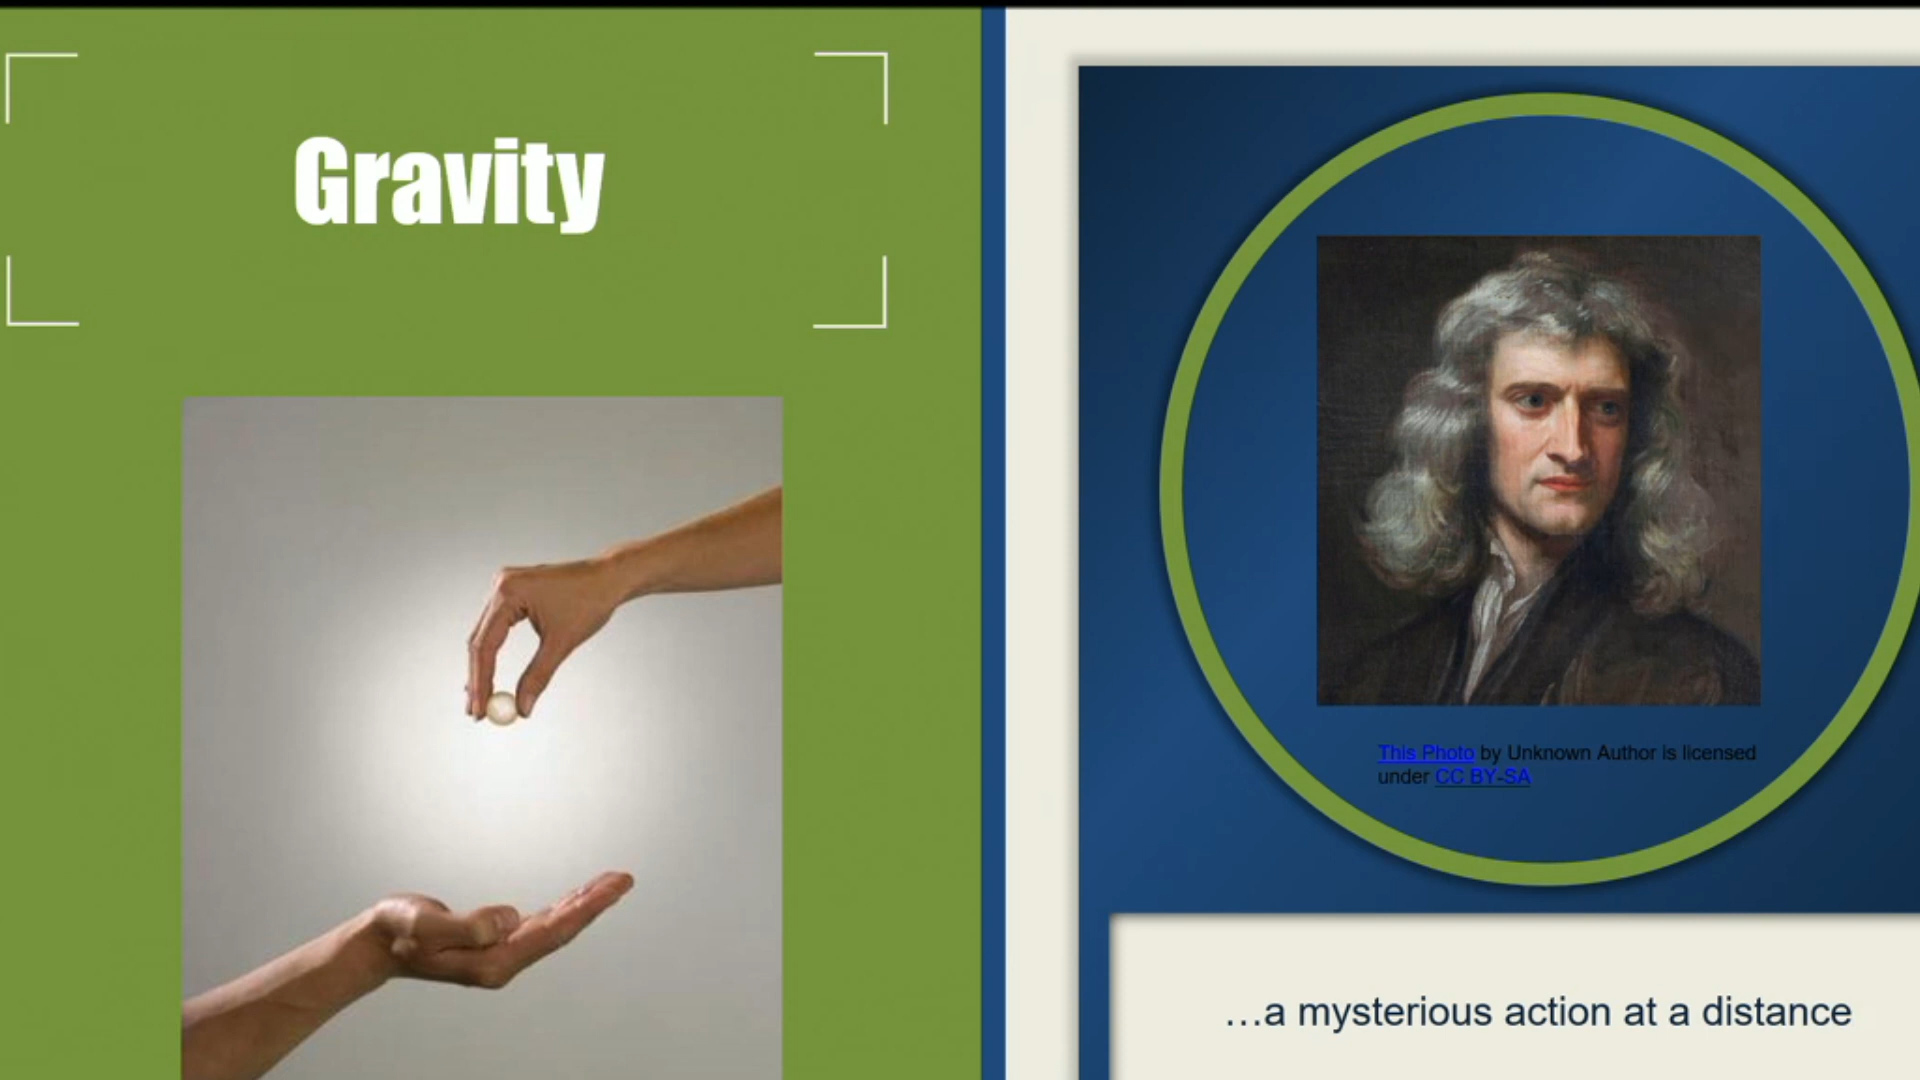 Gravity
This Photo by Unknown Author is licensed
under CC BY-SA
…a mysterious action at a distance